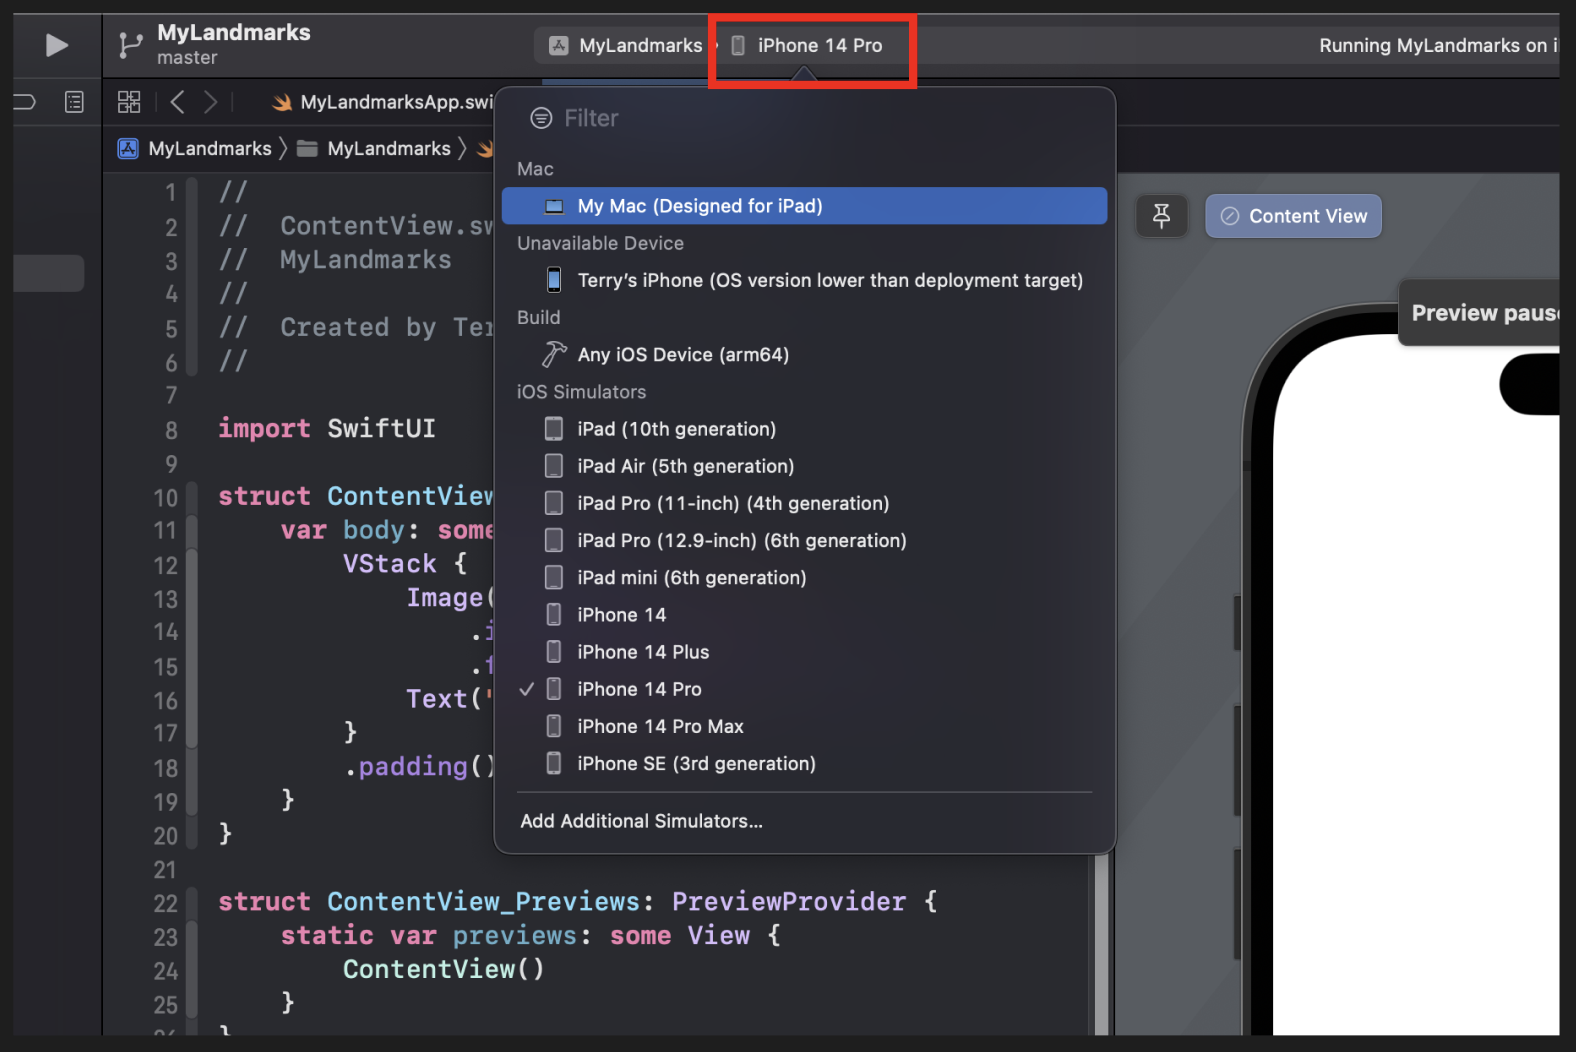 MyLandmarks
master
MyLandmarks
iPhone 14 Pro
Running MyLandmarks on i
MyLandmarksApp.swi
MyLandmarks
MyLandmarks
Filter
Mac
My Mac (Designed for iPad)
Unavailable Device
Terry’s iPhone (OS version lower than deployment target)
Build
Any iOS Device (arm64)
iOS Simulators
iPad (10th generation)
iPad Air (5th generation)
iPad Pro (11-inch) (4th generation)
iPad Pro (12.9-inch) (6th generation)
iPad mini (6th generation)
iPhone 14
iPhone 14 Plus
iPhone 14 Pro
iPhone 14 Pro Max
iPhone SE (3rd generation)
Add Additional Simulators...
1 //
2 // ContentView.sw
3 // MyLandmarks
4 //
5 // Created by Ter
6 //
7
8 import SwiftUI
9
10 struct ContentView
11 var body: some
12 VStack {
13 Image(
14 .i
15 .f
16 Text("
17 }
18 .padding()
19 }
20 }
21
22 struct ContentView_Previews: PreviewProvider {
23 static var previews: some View {
24 ContentView()
25 }
Content View
Preview paus